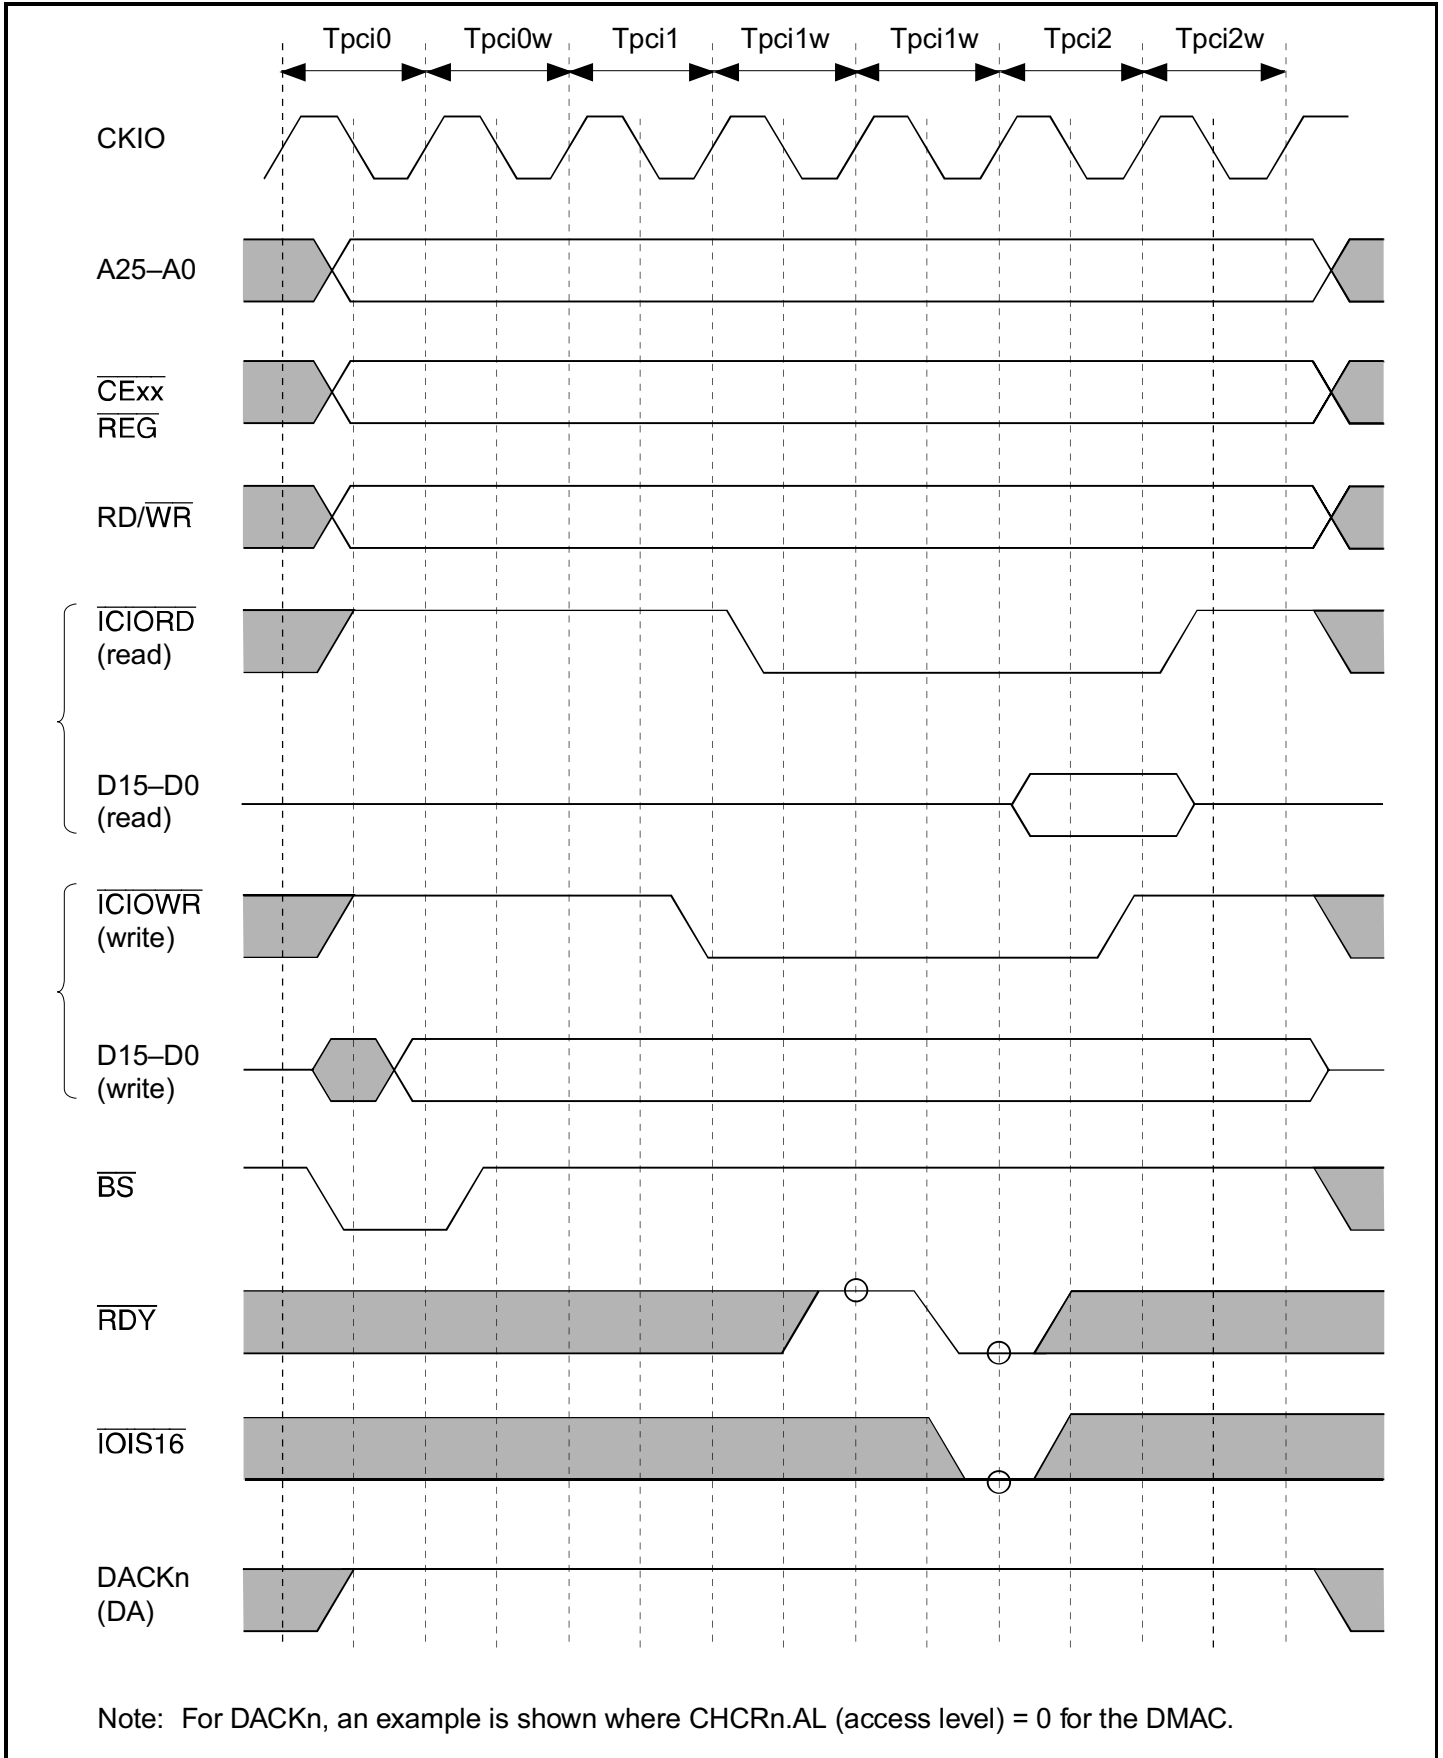 Tpci0 Tpci0w Tpci1 Tpci1w Tpci1w Tpci2 Tpci2w
CKIO
A25–A0
CExx
REG
RD/WR
ICIORD
(read)
D15–D0
(read)
ICIOWR
(write)
D15–D0
(write)
BS
RDY
IOIS16
DACKn
(DA)
Note: For DACKn, an example is shown where CHCRn.AL (access level) = 0 for the DMAC.